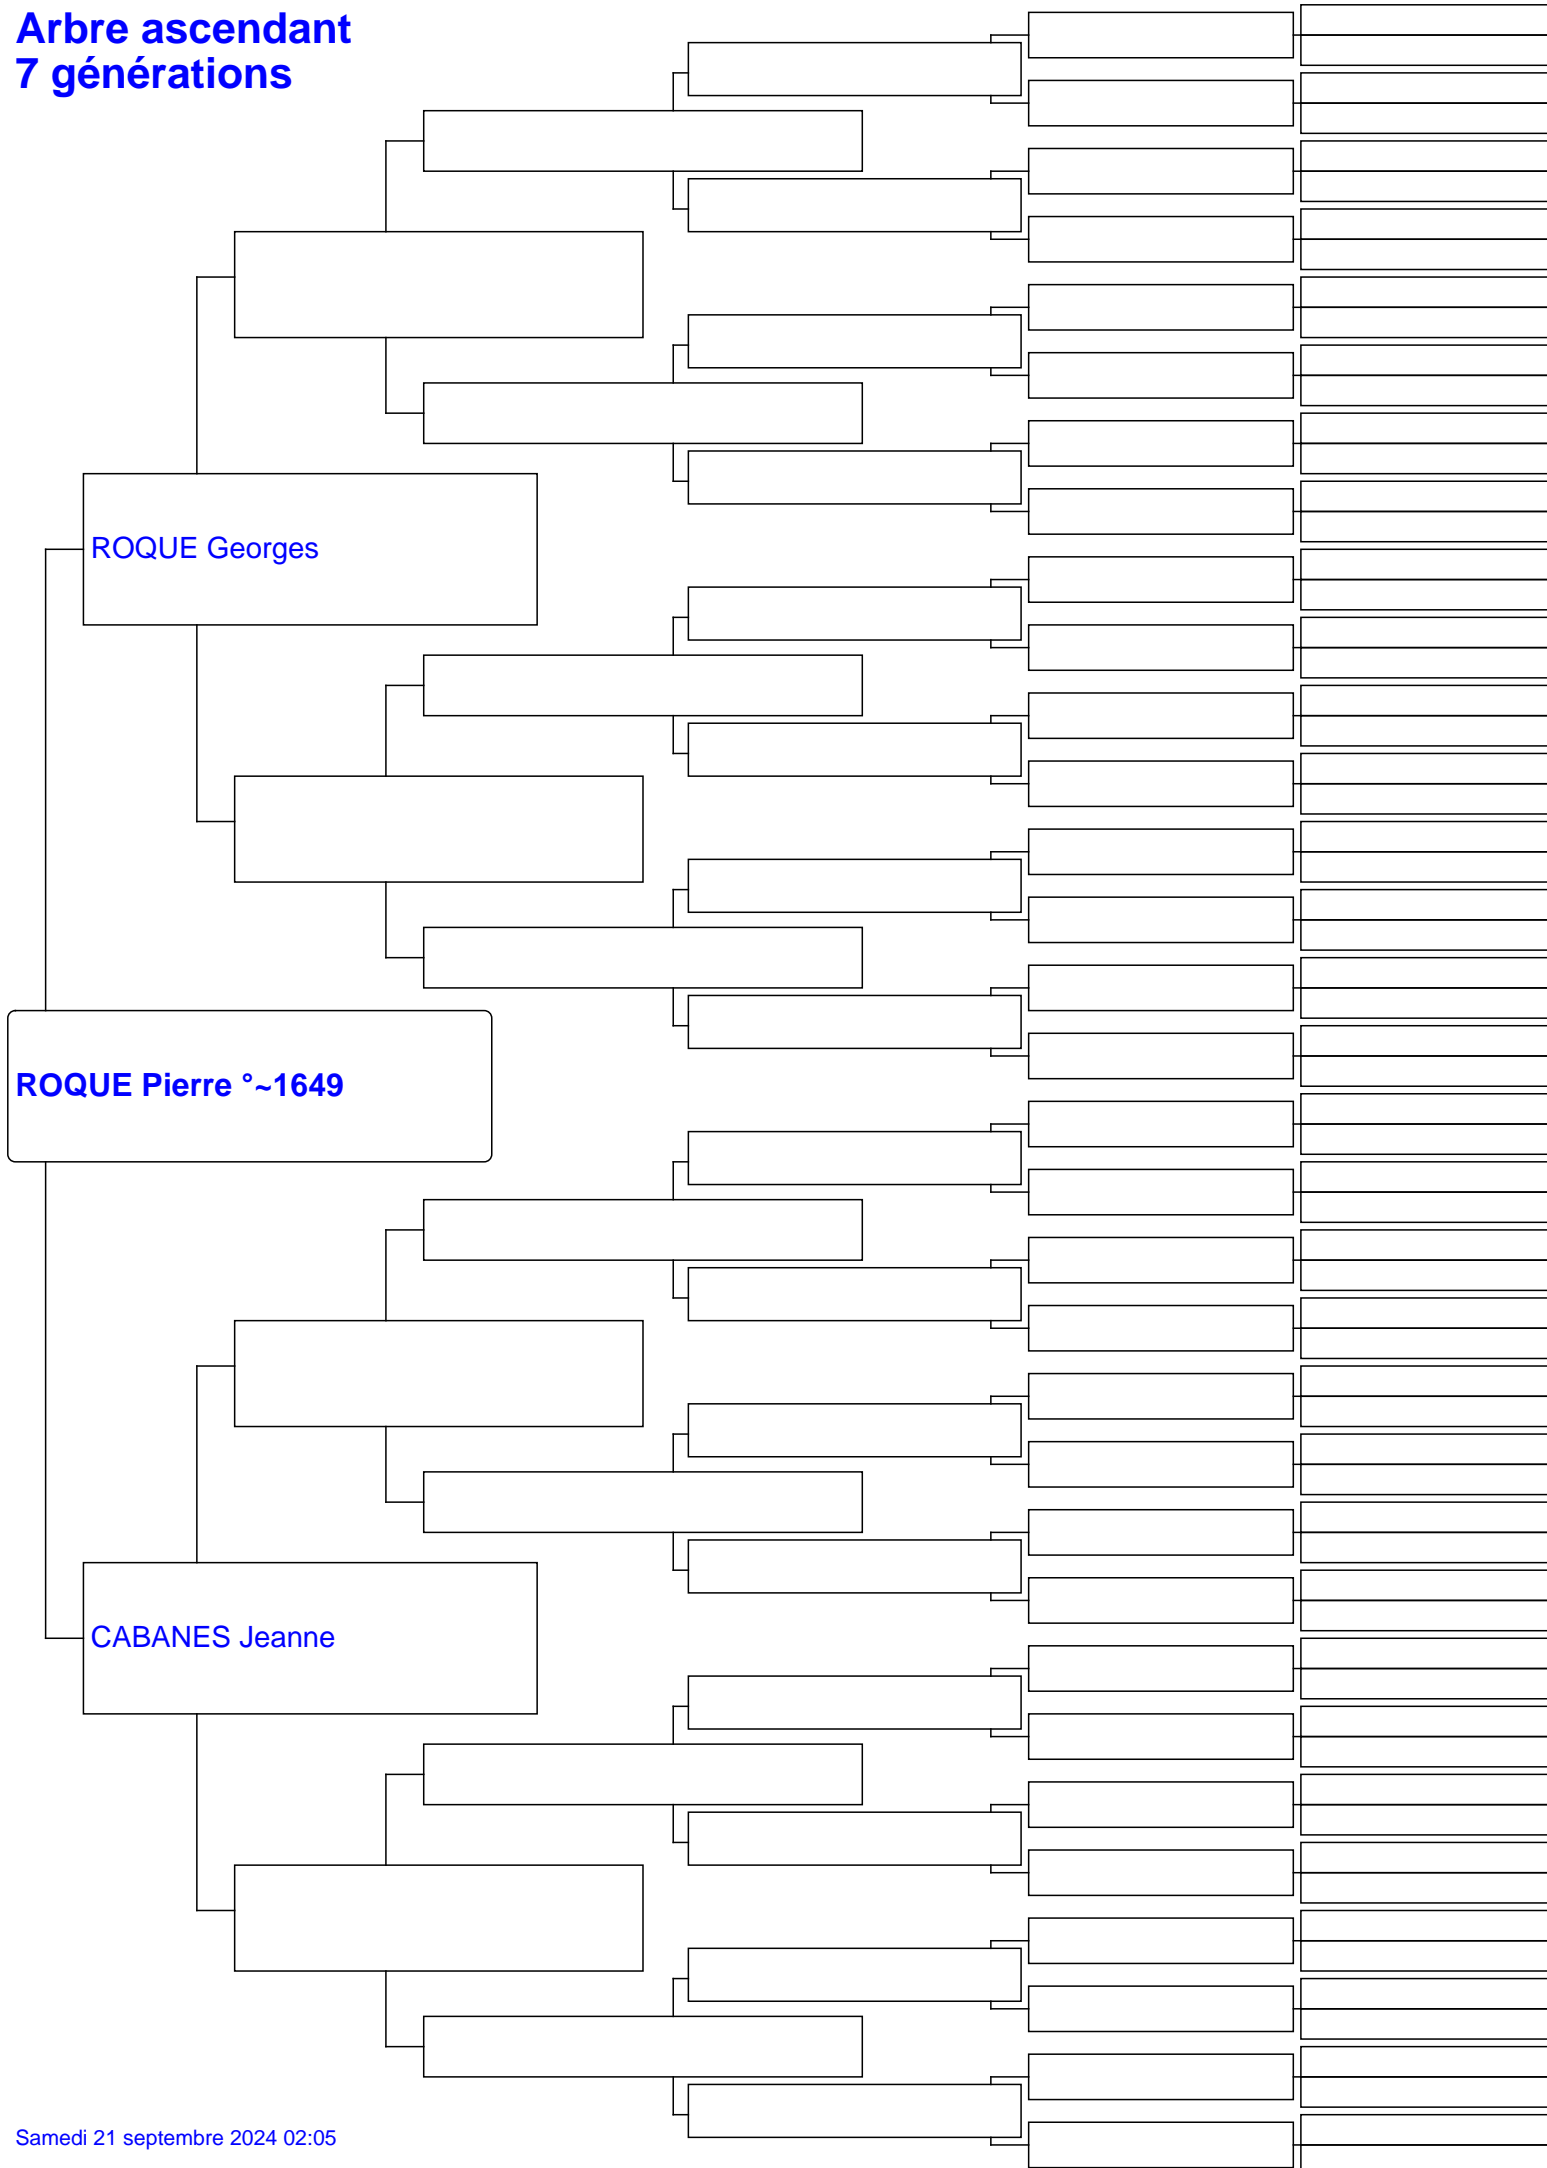 Arbre ascendant
7 générations
ROQUE Georges
ROQUE Pierre °~1649
CABANES Jeanne
Samedi 21 septembre 2024 02:05